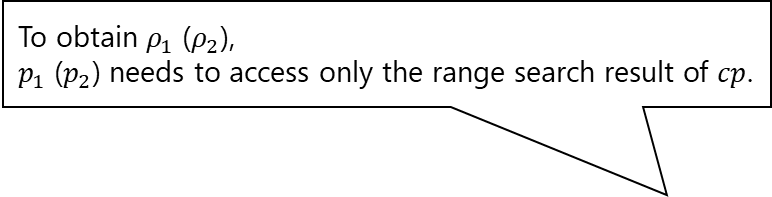 To obtain 𝜌₁ (𝜌₂),
𝑝₁ (𝑝₂) needs to access only the range search result of 𝑐𝑝.